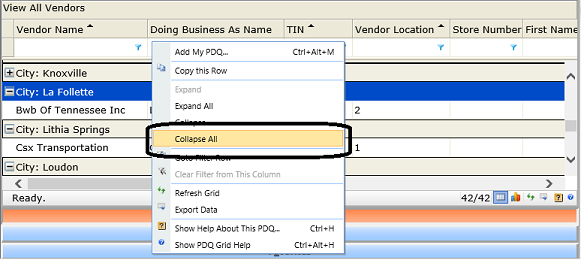 View All Vendors
Vendor Name Doing Business As Name TIN Vendor Location Store Number First Name
City: Knoxville
City: La Follette
Bwb Of Tennessee Inc 2
City: Lithia Springs
Csx Transportation 1
City: Loudon
Add My PDQ... Ctrl+Alt+M
Copy this Row
Expand
Expand All
Collapse
Collapse All
Goto Filter Row
Clear Filter from This Column
Refresh Grid
Export Data
Show Help About This PDQ... Ctrl+H
Show PDQ Grid Help Ctrl+Alt+H
Ready. 42/42